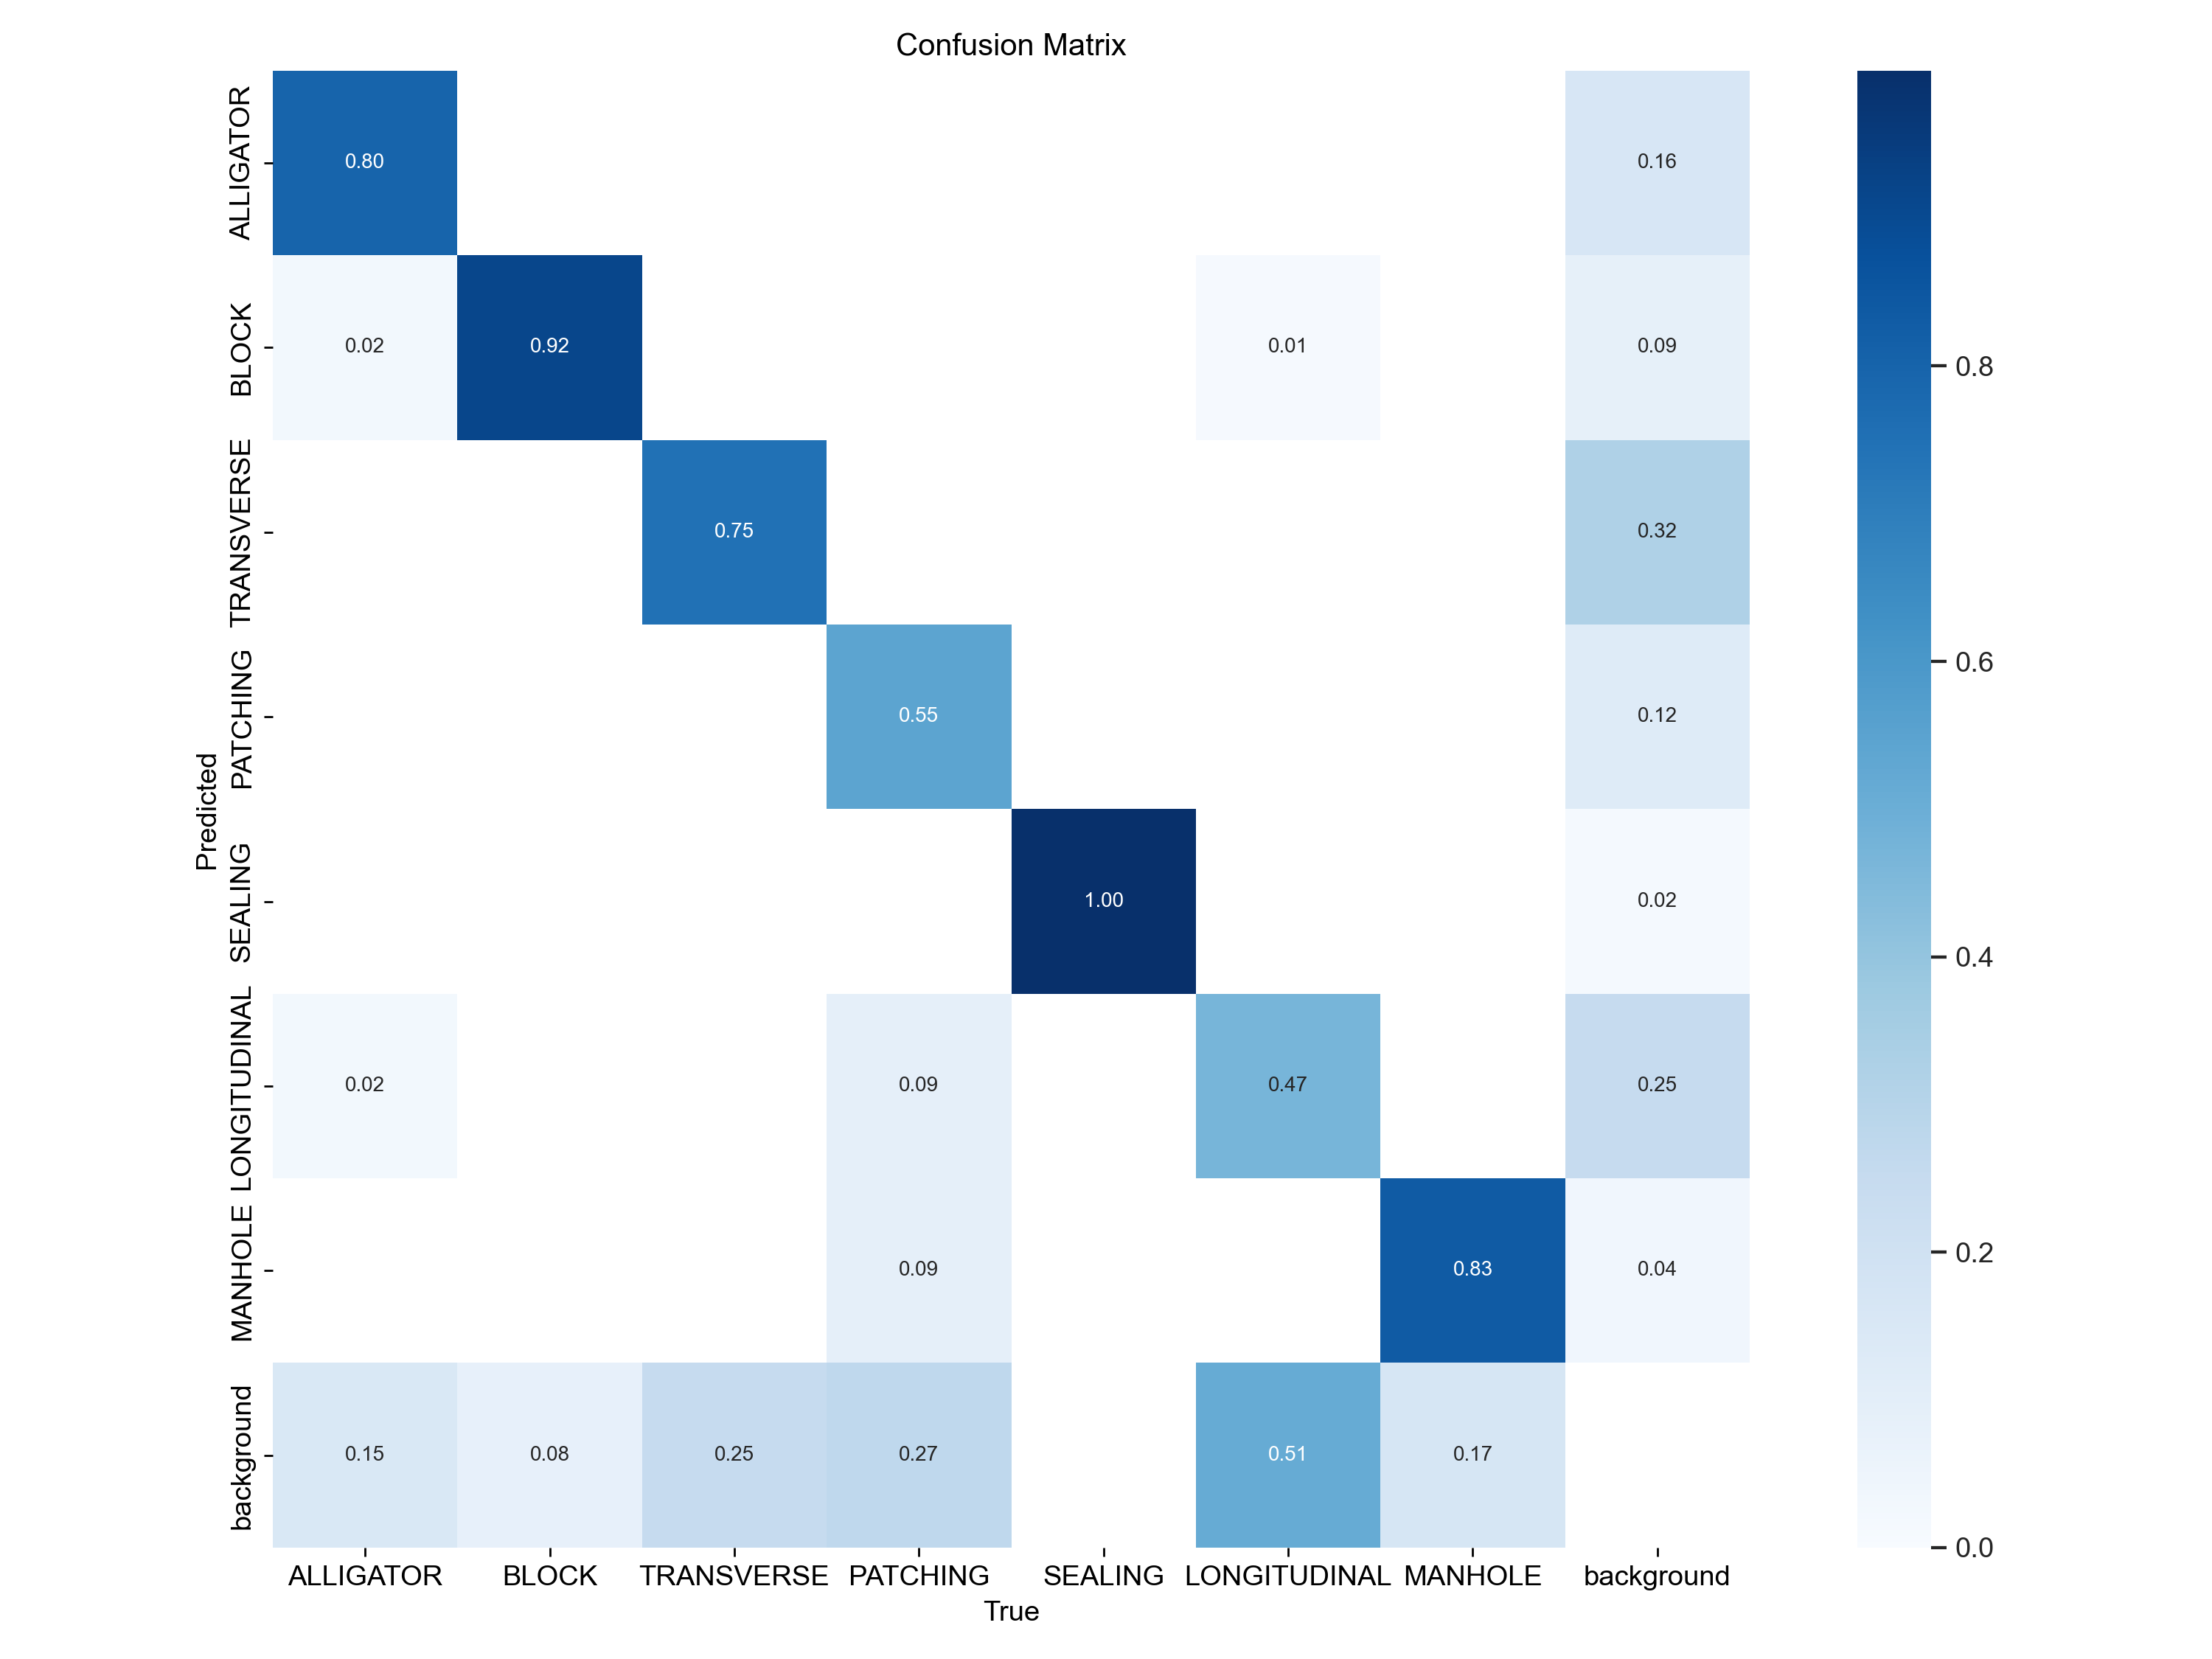 Confusion Matrix
ALLIGATOR
0.80
0.16
BLOCK
0.02
0.92
0.01
0.09
TRANSVERSE
0.75
0.32
PATCHING
0.55
0.12
SEALING
1.00
0.02
LONGITUDINAL
0.02
0.09
0.47
0.25
MANHOLE
0.09
0.83
0.04
background
0.15
0.08
0.25
0.27
0.51
0.17
Predicted
ALLIGATOR
BLOCK
TRANSVERSE
PATCHING
SEALING
LONGITUDINAL
MANHOLE
background
True
0.8
0.6
0.4
0.2
0.0